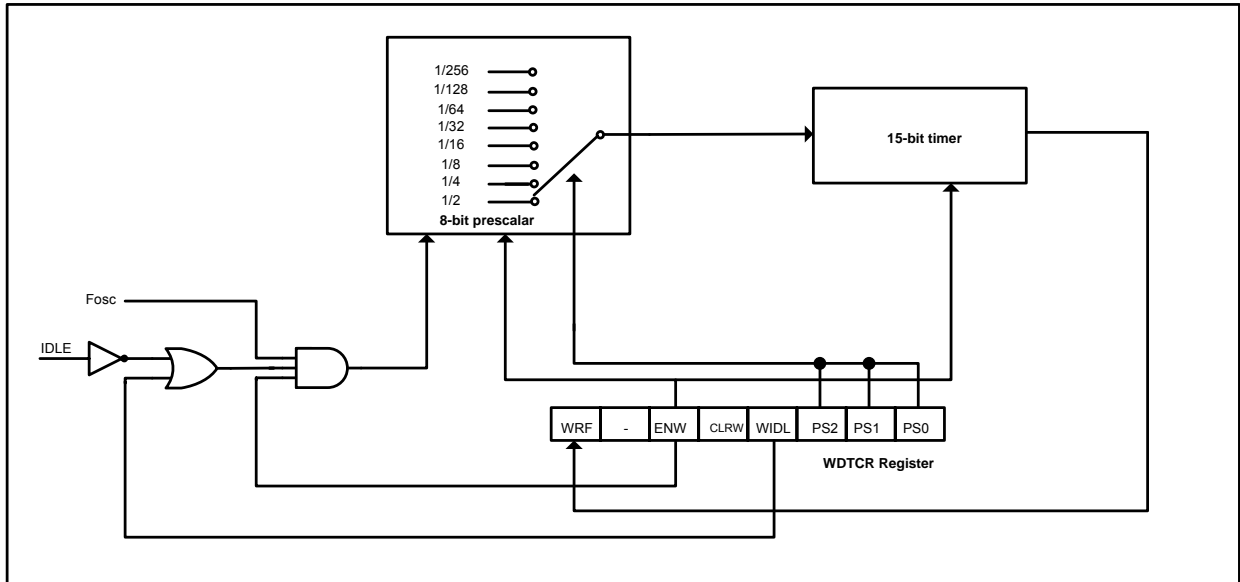 1/256
1/128
1/64
1/32
1/16
1/8
1/4
1/2
8-bit prescalar
15-bit timer
Fosc
IDLE
WRF - ENW CLRW WIDL PS2 PS1 PS0
WDTCR Register